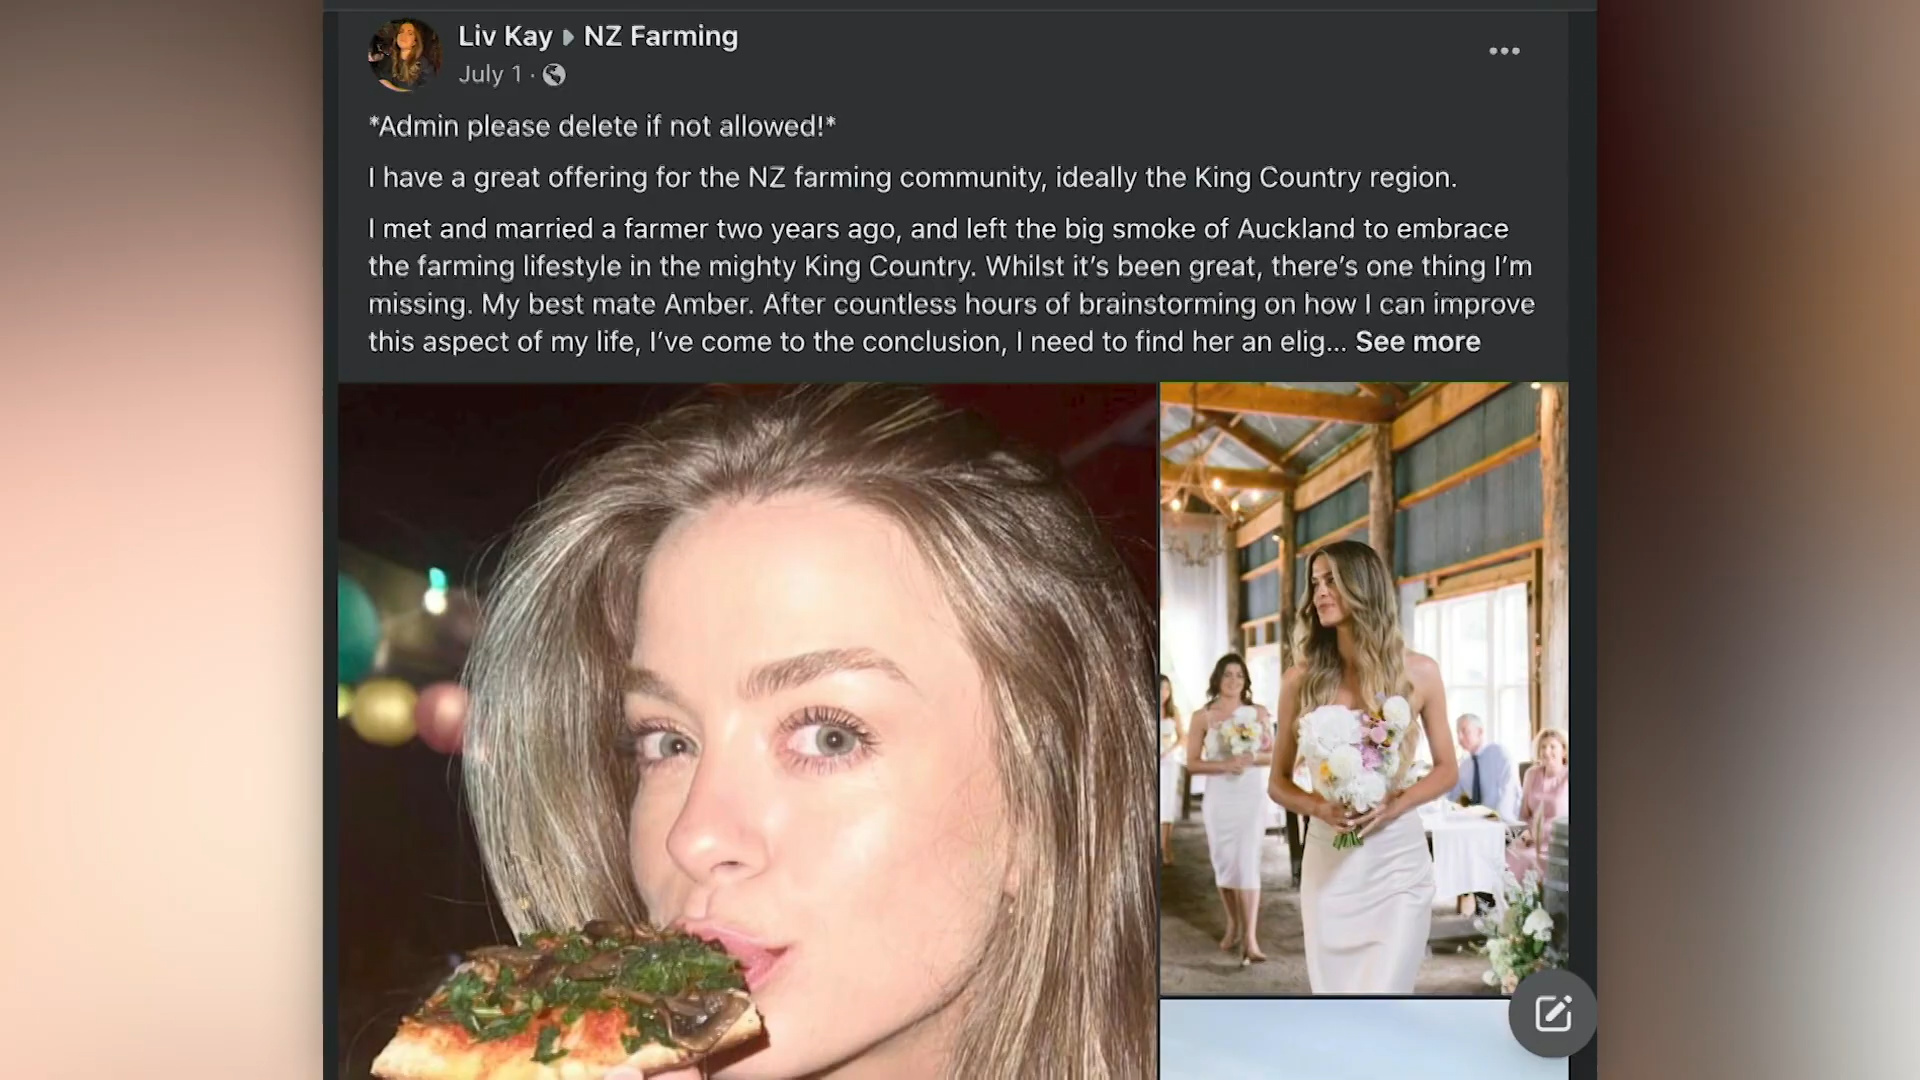 Liv Kay ▸ NZ Farming
July 1 ·
*Admin please delete if not allowed!*
I have a great offering for the NZ farming community, ideally the King Country region.
I met and married a farmer two years ago, and left the big smoke of Auckland to embrace
the farming lifestyle in the mighty King Country. Whilst it’s been great, there’s one thing I’m
missing. My best mate Amber. After countless hours of brainstorming on how I can improve
this aspect of my life, I’ve come to the conclusion, I need to find her an elig... See more